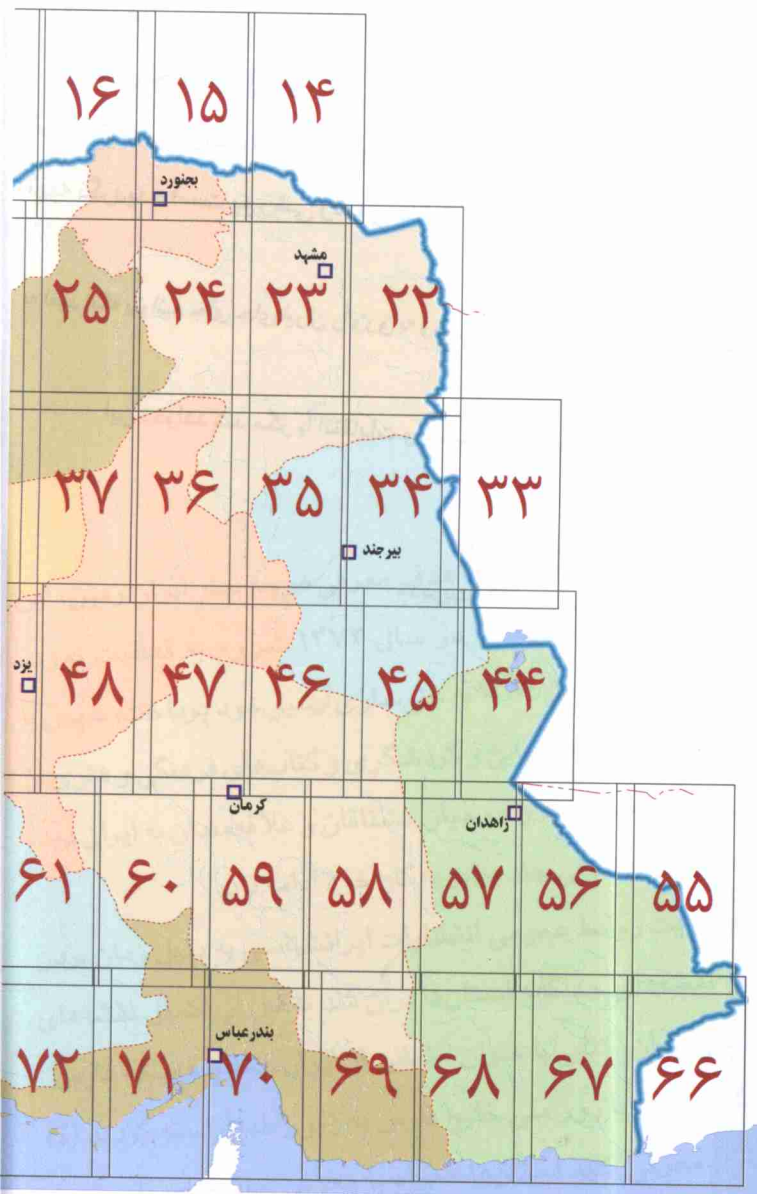 ۱۴ ۱۵ ۱۶
بجنورد
مشهد
۲۲ ۲۳ ۲۴ ۲۵
۳۳ ۳۴ ۳۵ ۳۶ ۳۷
بیرجند
یزد
۴۴ ۴۵ ۴۶ ۴۷ ۴۸
کرمان
زاهدان
۵۵ ۵۶ ۵۷ ۵۸ ۵۹ ۶۰ ۶۱
بندرعباس
۶۶ ۶۷ ۶۸ ۶۹ ۷۰ ۷۱ ۷۲